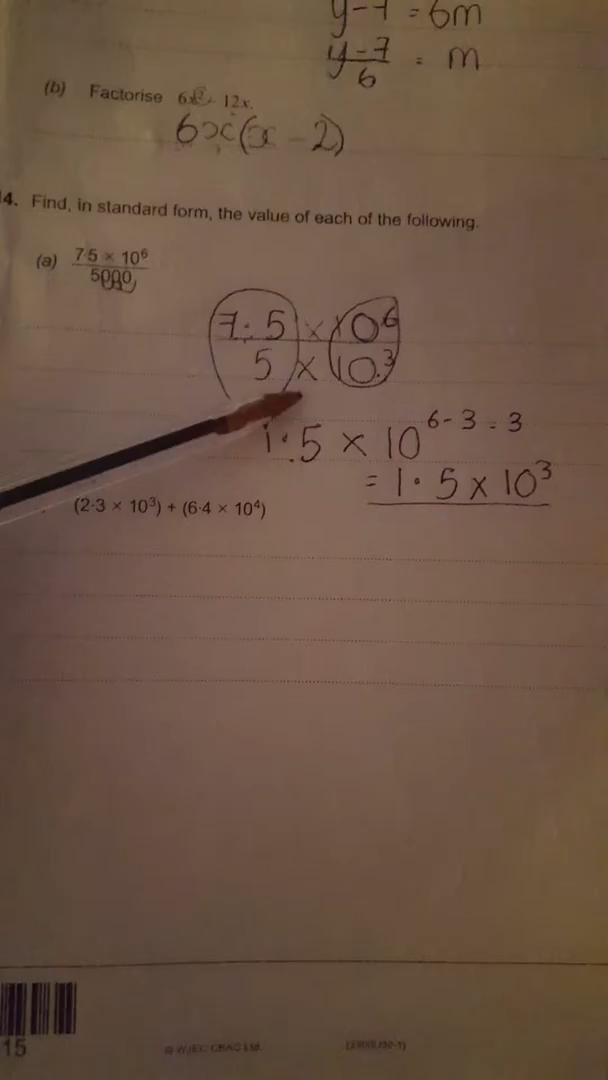 y - 7 = 6m
y - 7 / 6 = m
(b) Factorise 6x² - 12x.
6x(x - 2)
4. Find, in standard form, the value of each of the following.
(a) 7·5 × 10⁶ / 5000
7.5 × 10⁶
5 × 10³
1.5 × 10⁶⁻³⁼³
= 1.5 × 10³
(2·3 × 10³) + (6·4 × 10⁴)
15
© WJEC CBAC Ltd.